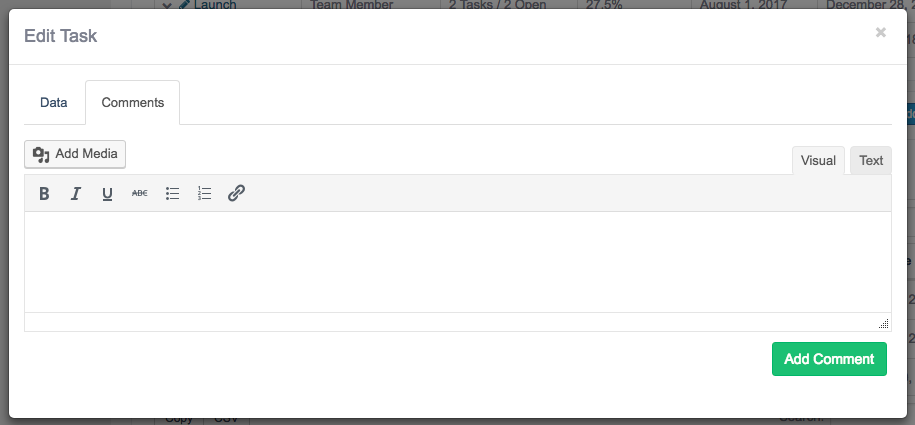 Launch Team Member 2 Tasks / 2 Open 27.5% August 1, 2017 December 28, 2
Edit Task
×
Data Comments
Add Media
Visual Text
B I U ABC
Add Comment
Copy CSV Search: